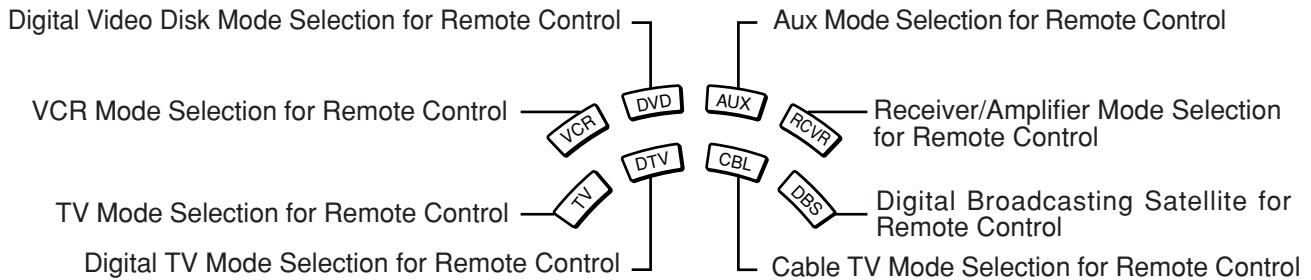 Digital Video Disk Mode Selection for Remote Control
Aux Mode Selection for Remote Control
VCR Mode Selection for Remote Control
VCR
DVD
AUX
RCVR
Receiver/Amplifier Mode Selection
for Remote Control
TV Mode Selection for Remote Control
TV
DTV
CBL
DBS
Digital Broadcasting Satellite for
Remote Control
Digital TV Mode Selection for Remote Control
Cable TV Mode Selection for Remote Control